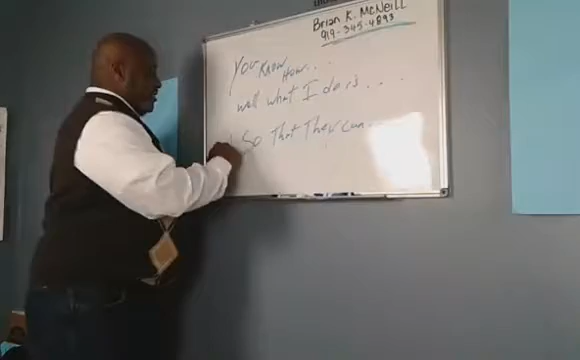 Brian K. McNeill
919-345-4893
You Know How...
well what I do is....
So That They can...